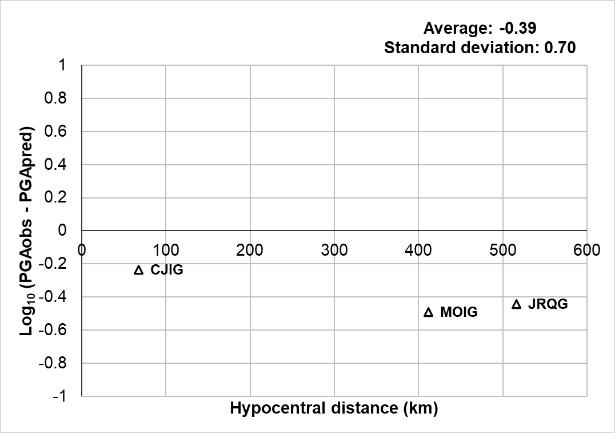 Average: -0.39
Standard deviation: 0.70
Log₁₀ (PGAobs - PGApred)
1
0.8
0.6
0.4
0.2
0
-0.2
-0.4
-0.6
-0.8
-1
0 100 200 300 400 500 600
CJIG
MOIG
JRQG
Hypocentral distance (km)